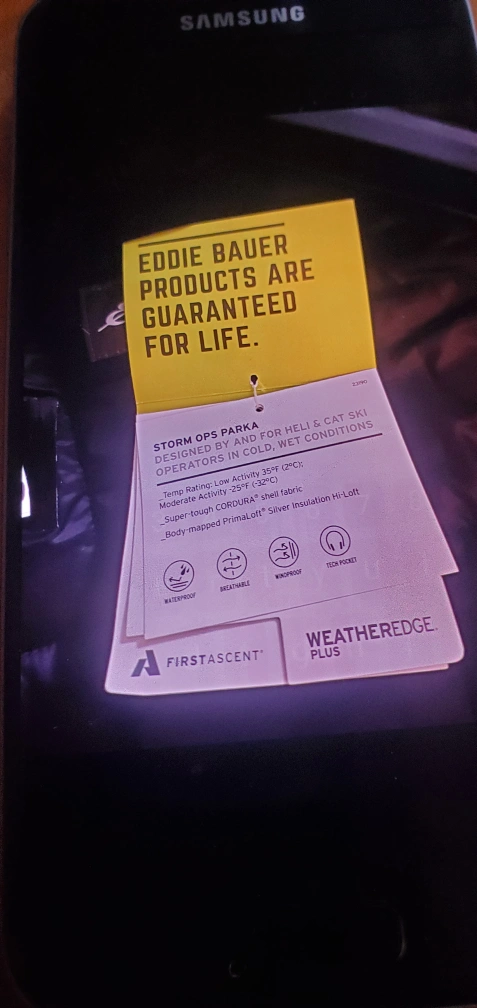 SAMSUNG
EDDIE BAUER
PRODUCTS ARE
GUARANTEED
FOR LIFE.
STORM OPS PARKA
DESIGNED BY AND FOR HELI & CAT SKI
OPERATORS IN COLD, WET CONDITIONS
_Temp Rating: Low Activity 35°F (2°C);
Moderate Activity -25°F (-32°C)
_Super-tough CORDURA® shell fabric
_Body-mapped PrimaLoft® Silver Insulation Hi-Loft
WATERPROOF
BREATHABLE
WINDPROOF
TECH POCKET
FIRSTASCENT®
WEATHEREDGE®
PLUS